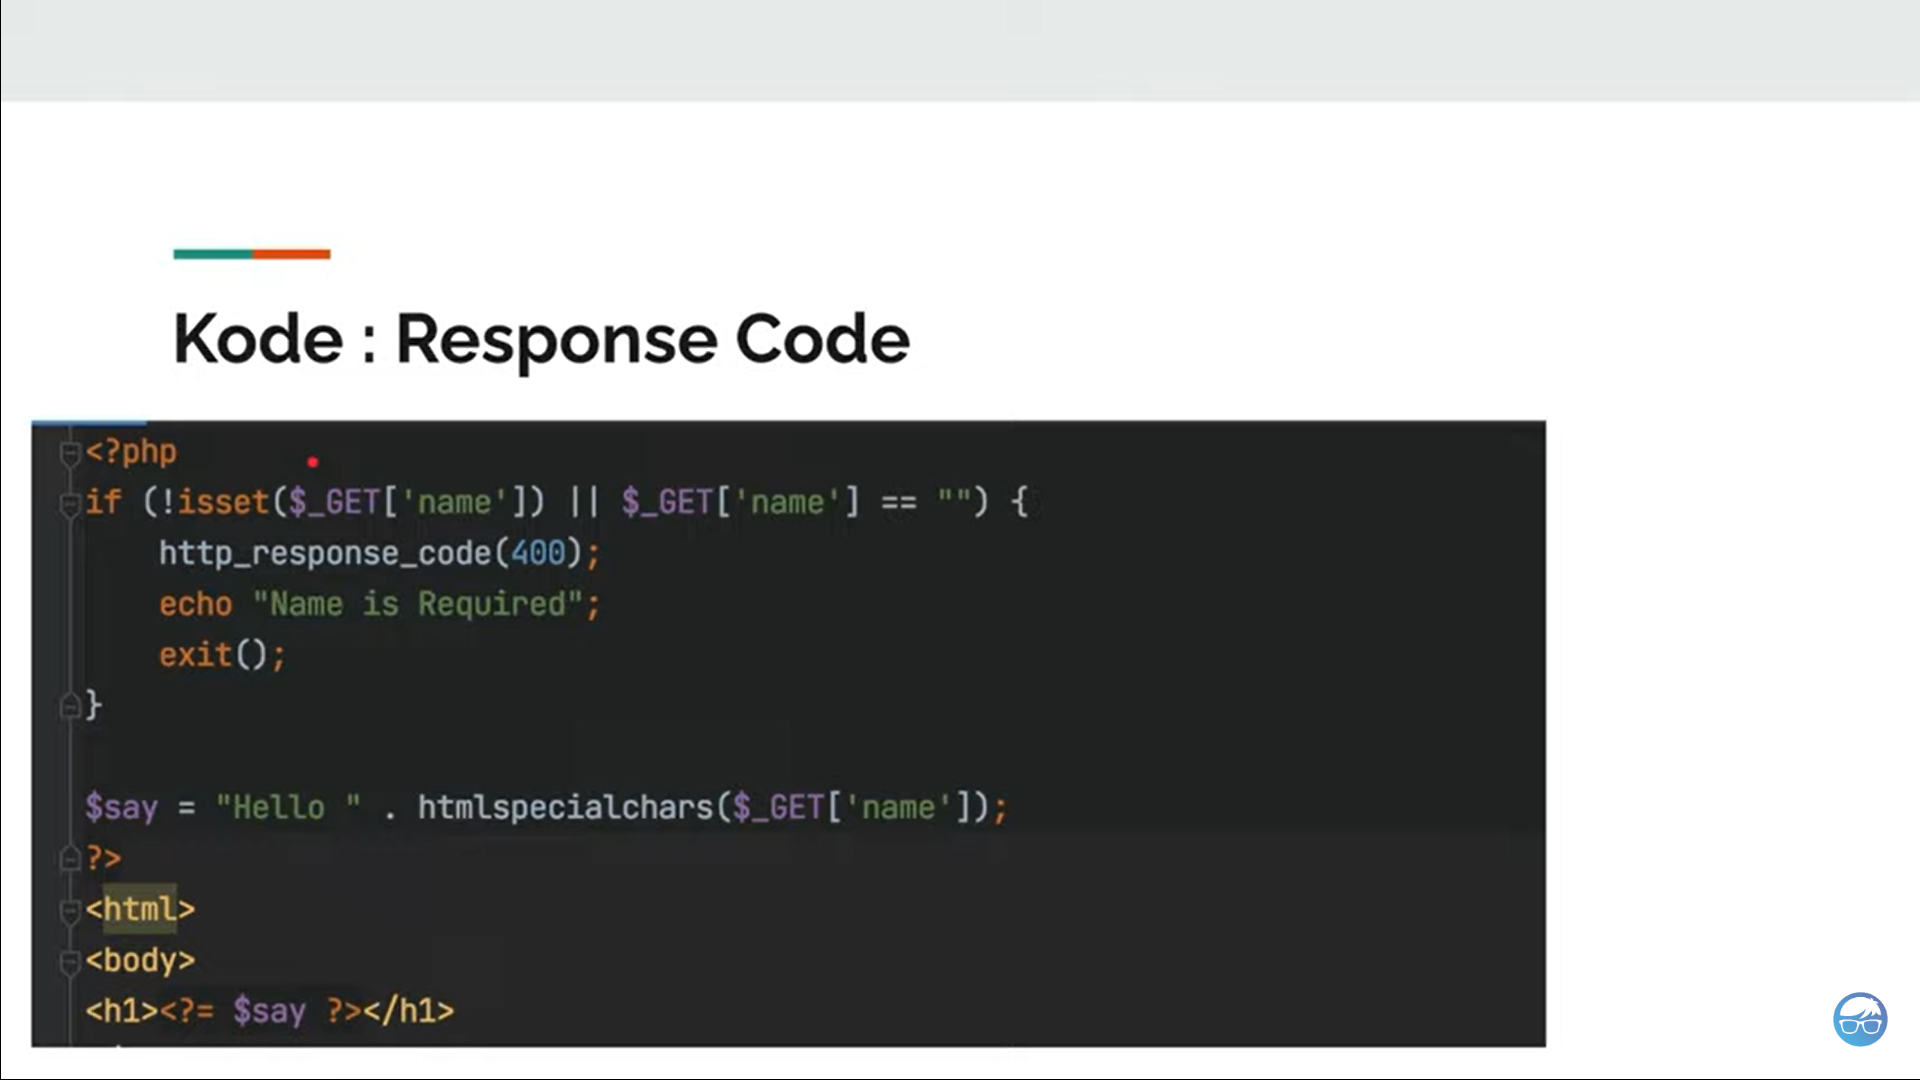 Kode : Response Code
<?php
if (!isset($_GET['name']) || $_GET['name'] == "") {
    http_response_code(400);
    echo "Name is Required";
    exit();
}
$say = "Hello " . htmlspecialchars($_GET['name']);
?>
<html>
<body>
<h1><?= $say ?></h1>